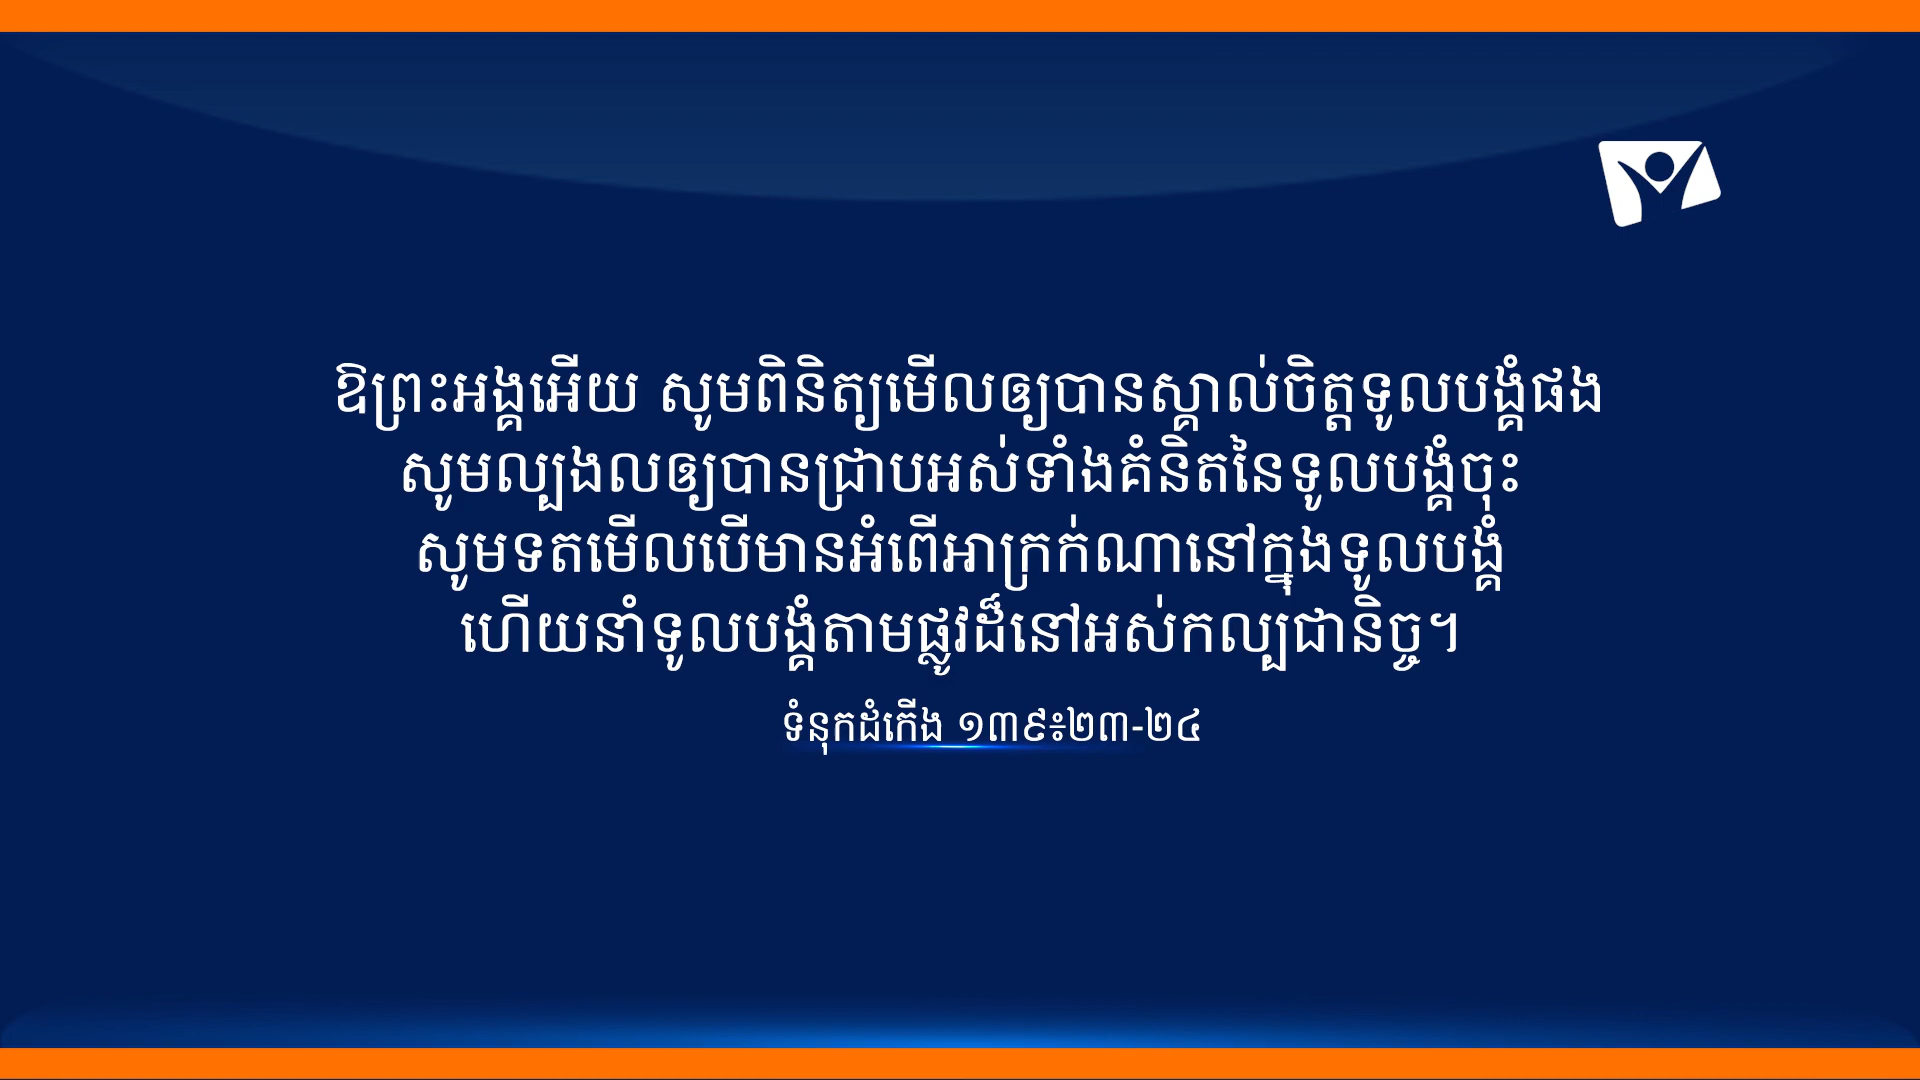 ឱព្រះអង្គអើយ សូមពិនិត្យមើលឲ្យបានស្គាល់ចិត្តទូលបង្គំផង
សូមល្បងលឲ្យបានជ្រាបអស់ទាំងគំនិតនៃទូលបង្គំចុះ
សូមទតមើលបើមានអំពើអាក្រក់ណានៅក្នុងទូលបង្គំ
ហើយនាំទូលបង្គំតាមផ្លូវដ៏នៅអស់កល្បជានិច្ច។
ទំនុកដំកើង ១៣៩៖២៣-២៤